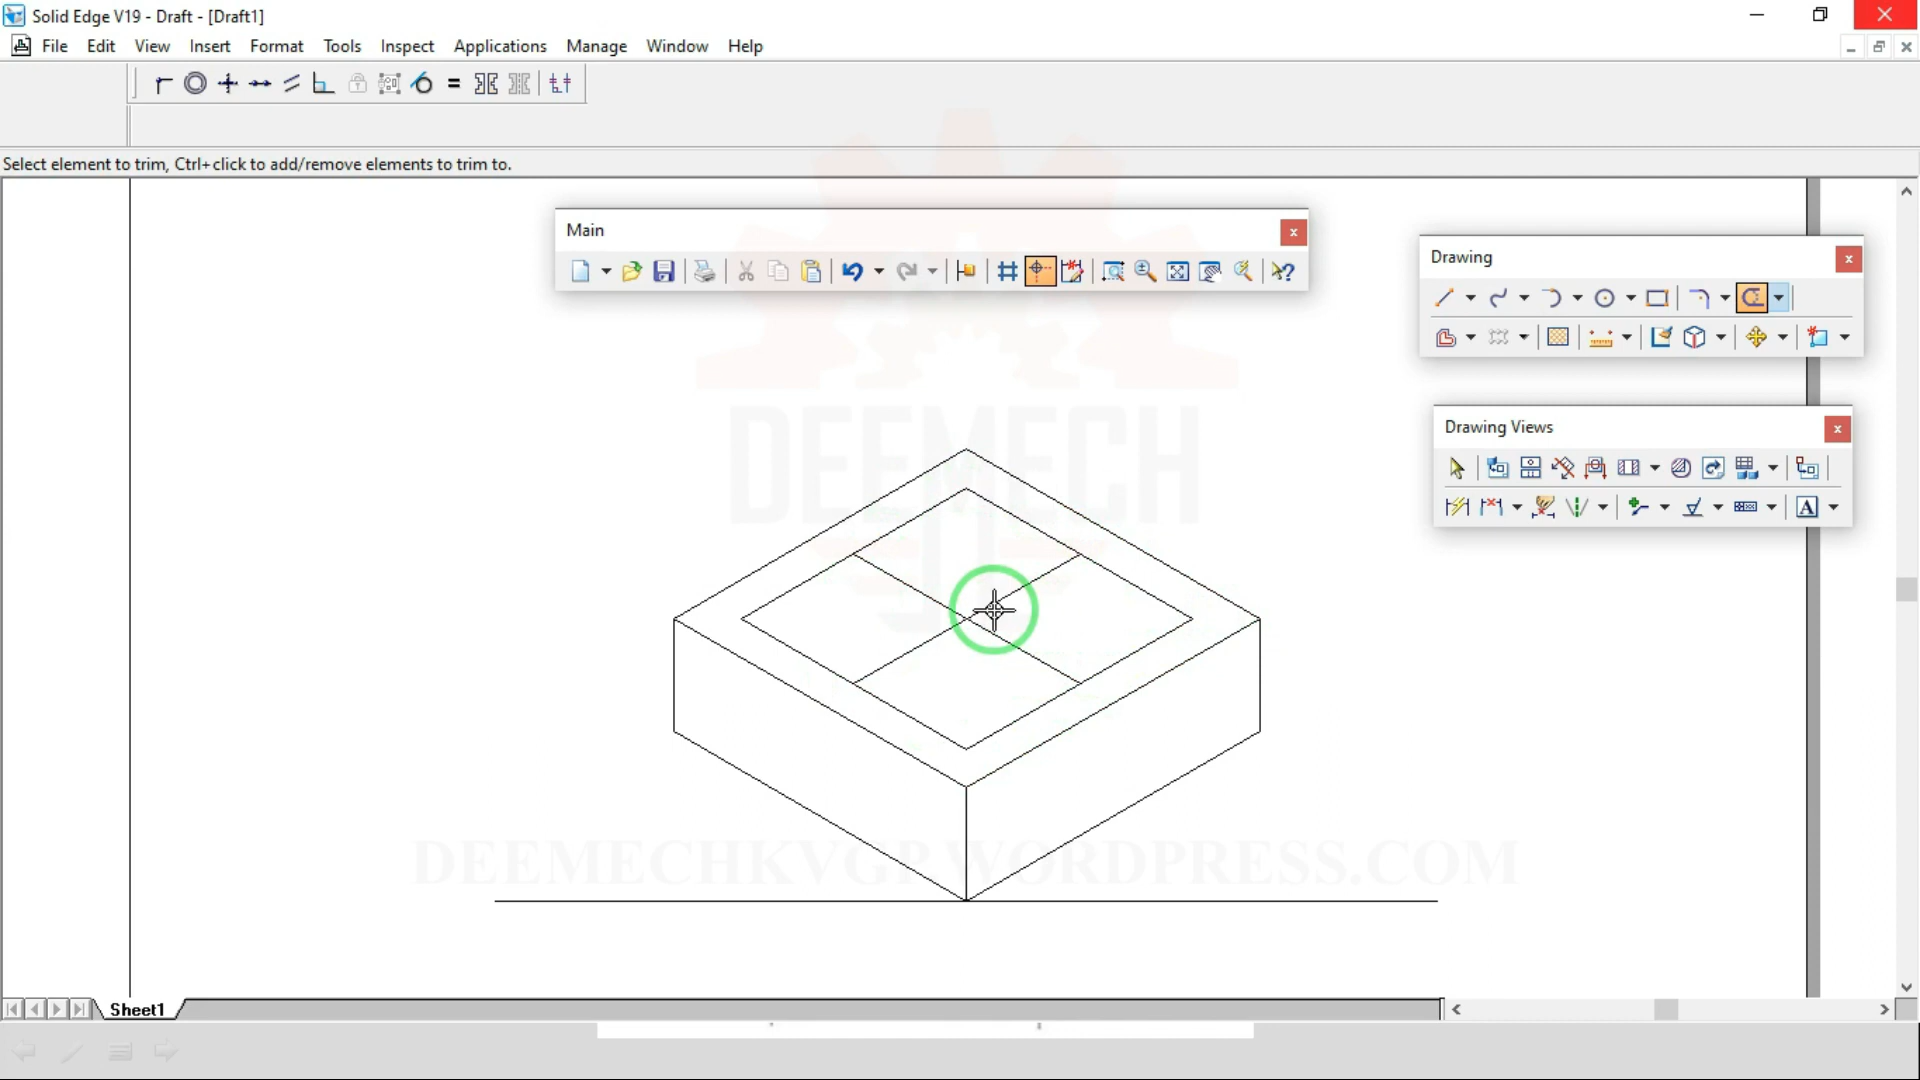 Solid Edge V19 - Draft - [Draft1]
File Edit View Insert Format Tools Inspect Applications Manage Window Help
Select element to trim, Ctrl+click to add/remove elements to trim to.
Main
Drawing
Drawing Views
A
DEEMECH
DEEMECHKVGP.WORDPRESS.COM
Sheet1